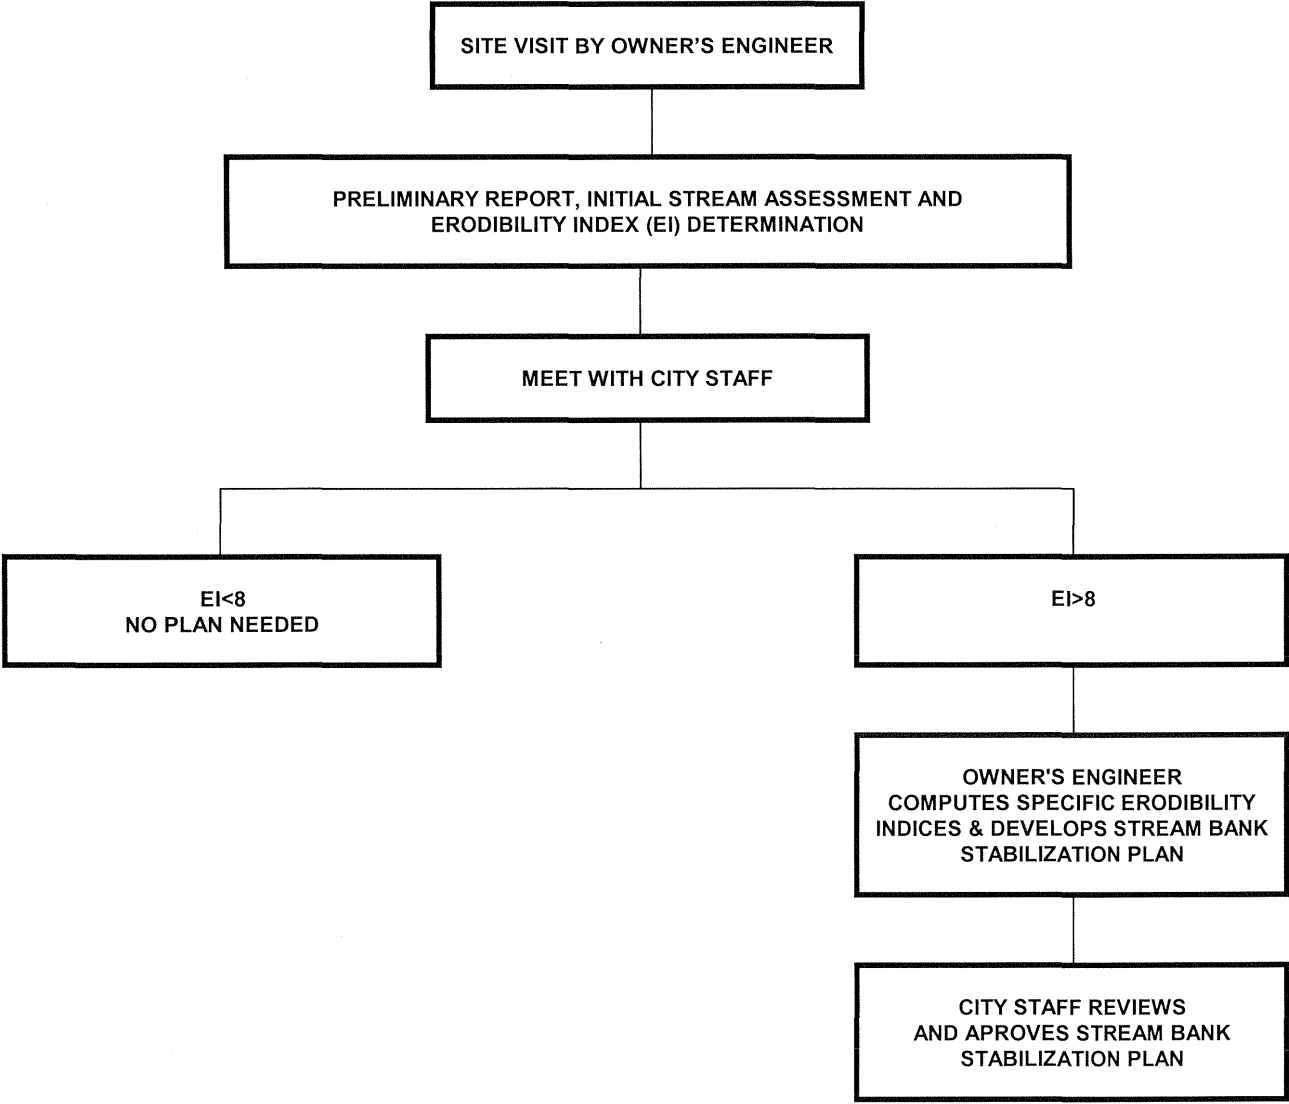 SITE VISIT BY OWNER'S ENGINEER
PRELIMINARY REPORT, INITIAL STREAM ASSESSMENT AND
ERODIBILITY INDEX (EI) DETERMINATION
MEET WITH CITY STAFF
EI<8
NO PLAN NEEDED
EI>8
OWNER'S ENGINEER
COMPUTES SPECIFIC ERODIBILITY
INDICES & DEVELOPS STREAM BANK
STABILIZATION PLAN
CITY STAFF REVIEWS
AND APROVES STREAM BANK
STABILIZATION PLAN